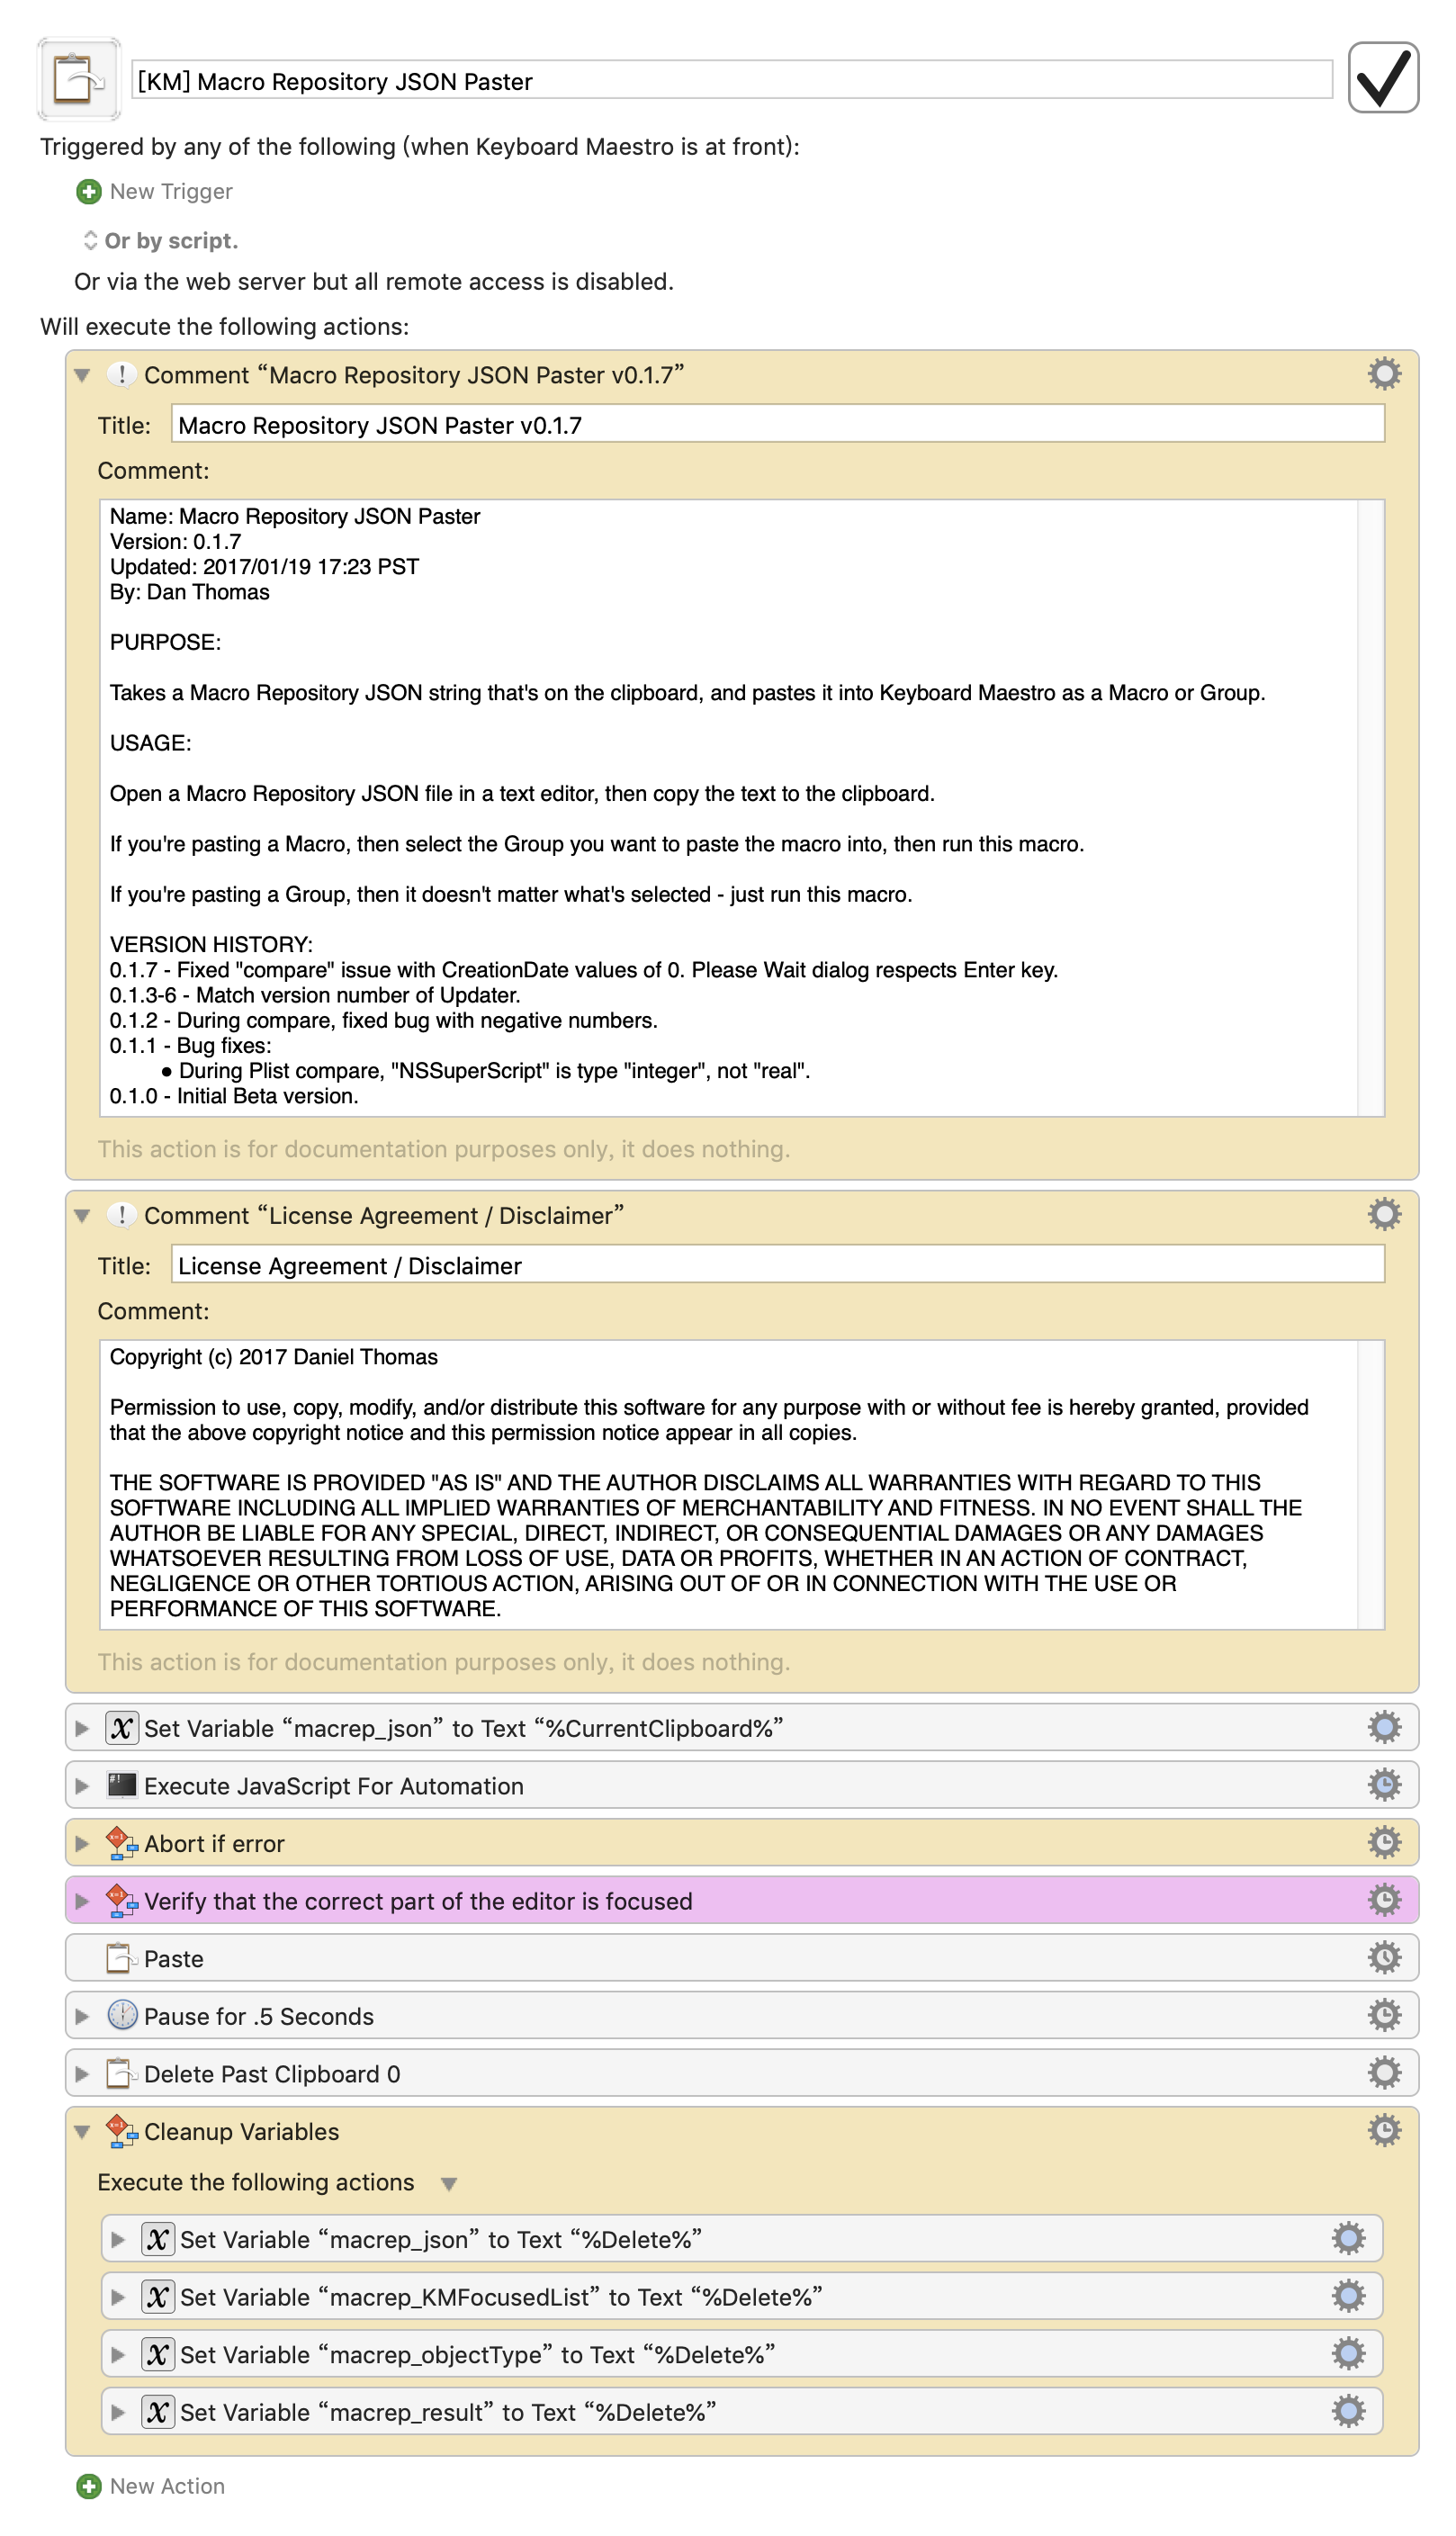 [KM] Macro Repository JSON Paster
Triggered by any of the following (when Keyboard Maestro is at front):
New Trigger
Or by script.
Or via the web server but all remote access is disabled.
Will execute the following actions:
Comment “Macro Repository JSON Paster v0.1.7”
Title: Macro Repository JSON Paster v0.1.7
Comment:
Name: Macro Repository JSON Paster
Version: 0.1.7
Updated: 2017/01/19 17:23 PST
By: Dan Thomas
PURPOSE:
Takes a Macro Repository JSON string that's on the clipboard, and pastes it into Keyboard Maestro as a Macro or Group.
USAGE:
Open a Macro Repository JSON file in a text editor, then copy the text to the clipboard.
If you're pasting a Macro, then select the Group you want to paste the macro into, then run this macro.
If you're pasting a Group, then it doesn't matter what's selected - just run this macro.
VERSION HISTORY:
0.1.7 - Fixed "compare" issue with CreationDate values of 0. Please Wait dialog respects Enter key.
0.1.3-6 - Match version number of Updater.
0.1.2 - During compare, fixed bug with negative numbers.
0.1.1 - Bug fixes:
● During Plist compare, "NSSuperScript" is type "integer", not "real".
0.1.0 - Initial Beta version.
This action is for documentation purposes only, it does nothing.
Comment “License Agreement / Disclaimer”
Title: License Agreement / Disclaimer
Comment:
Copyright (c) 2017 Daniel Thomas
Permission to use, copy, modify, and/or distribute this software for any purpose with or without fee is hereby granted, provided
that the above copyright notice and this permission notice appear in all copies.
THE SOFTWARE IS PROVIDED "AS IS" AND THE AUTHOR DISCLAIMS ALL WARRANTIES WITH REGARD TO THIS
SOFTWARE INCLUDING ALL IMPLIED WARRANTIES OF MERCHANTABILITY AND FITNESS. IN NO EVENT SHALL THE
AUTHOR BE LIABLE FOR ANY SPECIAL, DIRECT, INDIRECT, OR CONSEQUENTIAL DAMAGES OR ANY DAMAGES
WHATSOEVER RESULTING FROM LOSS OF USE, DATA OR PROFITS, WHETHER IN AN ACTION OF CONTRACT,
NEGLIGENCE OR OTHER TORTIOUS ACTION, ARISING OUT OF OR IN CONNECTION WITH THE USE OR
PERFORMANCE OF THIS SOFTWARE.
This action is for documentation purposes only, it does nothing.
Set Variable “macrep_json” to Text “%CurrentClipboard%”
Execute JavaScript For Automation
Abort if error
Verify that the correct part of the editor is focused
Paste
Pause for .5 Seconds
Delete Past Clipboard 0
Cleanup Variables
Execute the following actions
Set Variable “macrep_json” to Text “%Delete%”
Set Variable “macrep_KMFocusedList” to Text “%Delete%”
Set Variable “macrep_objectType” to Text “%Delete%”
Set Variable “macrep_result” to Text “%Delete%”
New Action